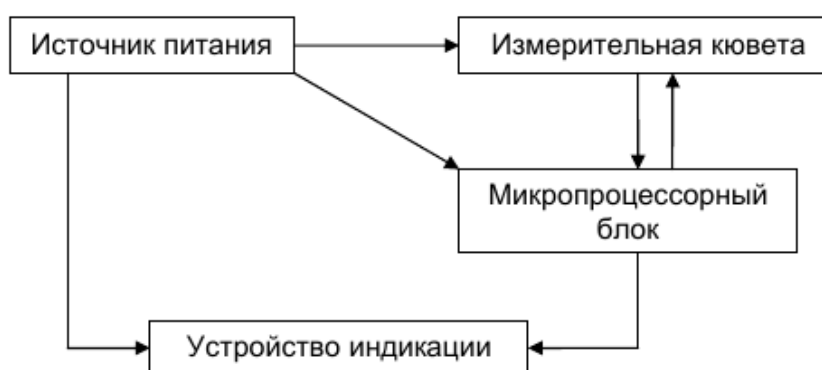 Источник питания
Измерительная кювета
Микропроцессорный
блок
Устройство индикации